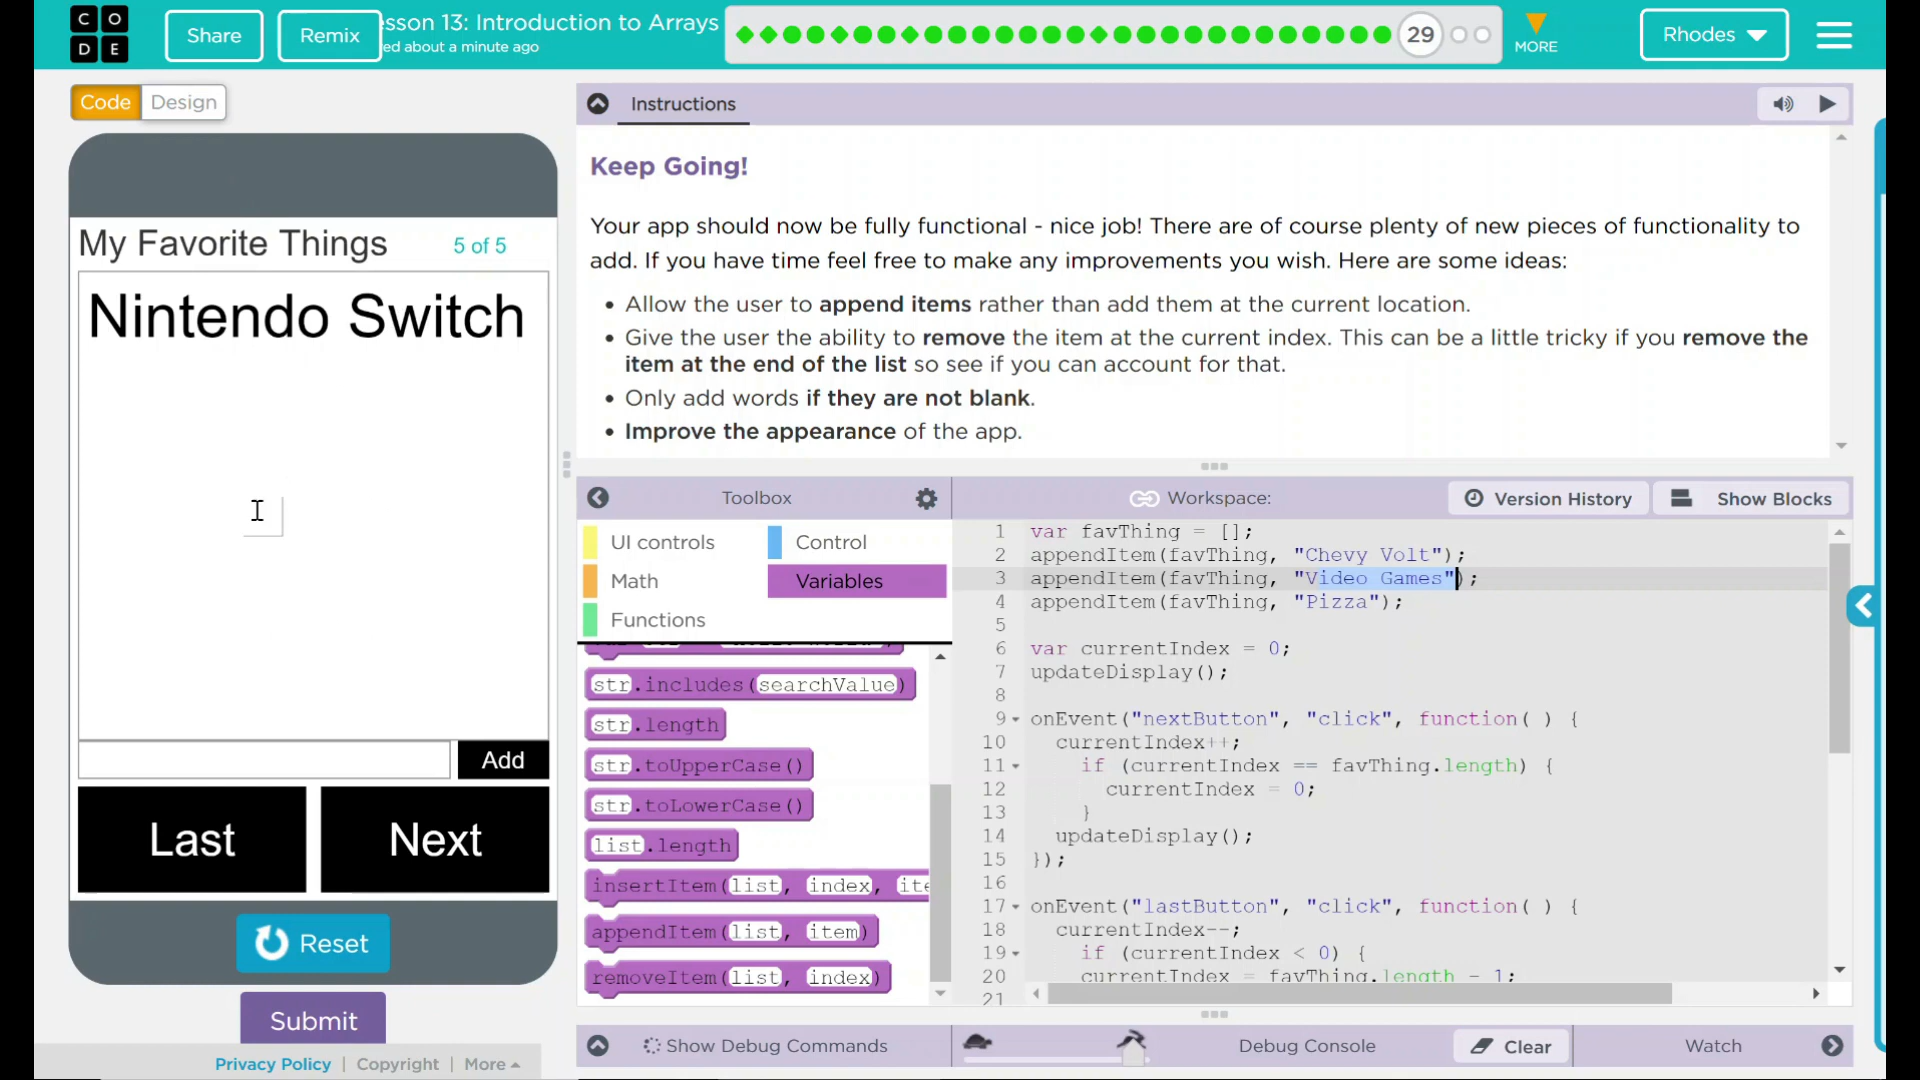 CODE
Share
Remix
esson 13: Introduction to Arrays
ed about a minute ago
29
MORE
Rhodes
Code
Design
My Favorite Things
5 of 5
Nintendo Switch
Add
Last
Next
Reset
Submit
Privacy Policy | Copyright | More
Instructions
Keep Going!
Your app should now be fully functional - nice job! There are of course plenty of new pieces of functionality to
add. If you have time feel free to make any improvements you wish. Here are some ideas:
• Allow the user to append items rather than add them at the current location.
• Give the user the ability to remove the item at the current index. This can be a little tricky if you remove the
item at the end of the list so see if you can account for that.
• Only add words if they are not blank.
• Improve the appearance of the app.
Toolbox
UI controls
Control
Math
Variables
Functions
str.includes(searchValue)
str.length
str.toUpperCase()
str.toLowerCase()
list.length
insertItem(list, index, ite
appendItem(list, item)
removeItem(list, index)
Workspace:
Version History
Show Blocks
1 var favThing = [];
2 appendItem(favThing, "Chevy Volt");
3 appendItem(favThing, "Video Games");
4 appendItem(favThing, "Pizza");
5
6 var currentIndex = 0;
7 updateDisplay();
8
9 onEvent("nextButton", "click", function( ) {
10 currentIndex++;
11 if (currentIndex == favThing.length) {
12 currentIndex = 0;
13 }
14 updateDisplay();
15 });
16
17 onEvent("lastButton", "click", function( ) {
18 currentIndex--;
19 if (currentIndex < 0) {
20 currentIndex = favThing.length - 1;
21
Show Debug Commands
Debug Console
Clear
Watch